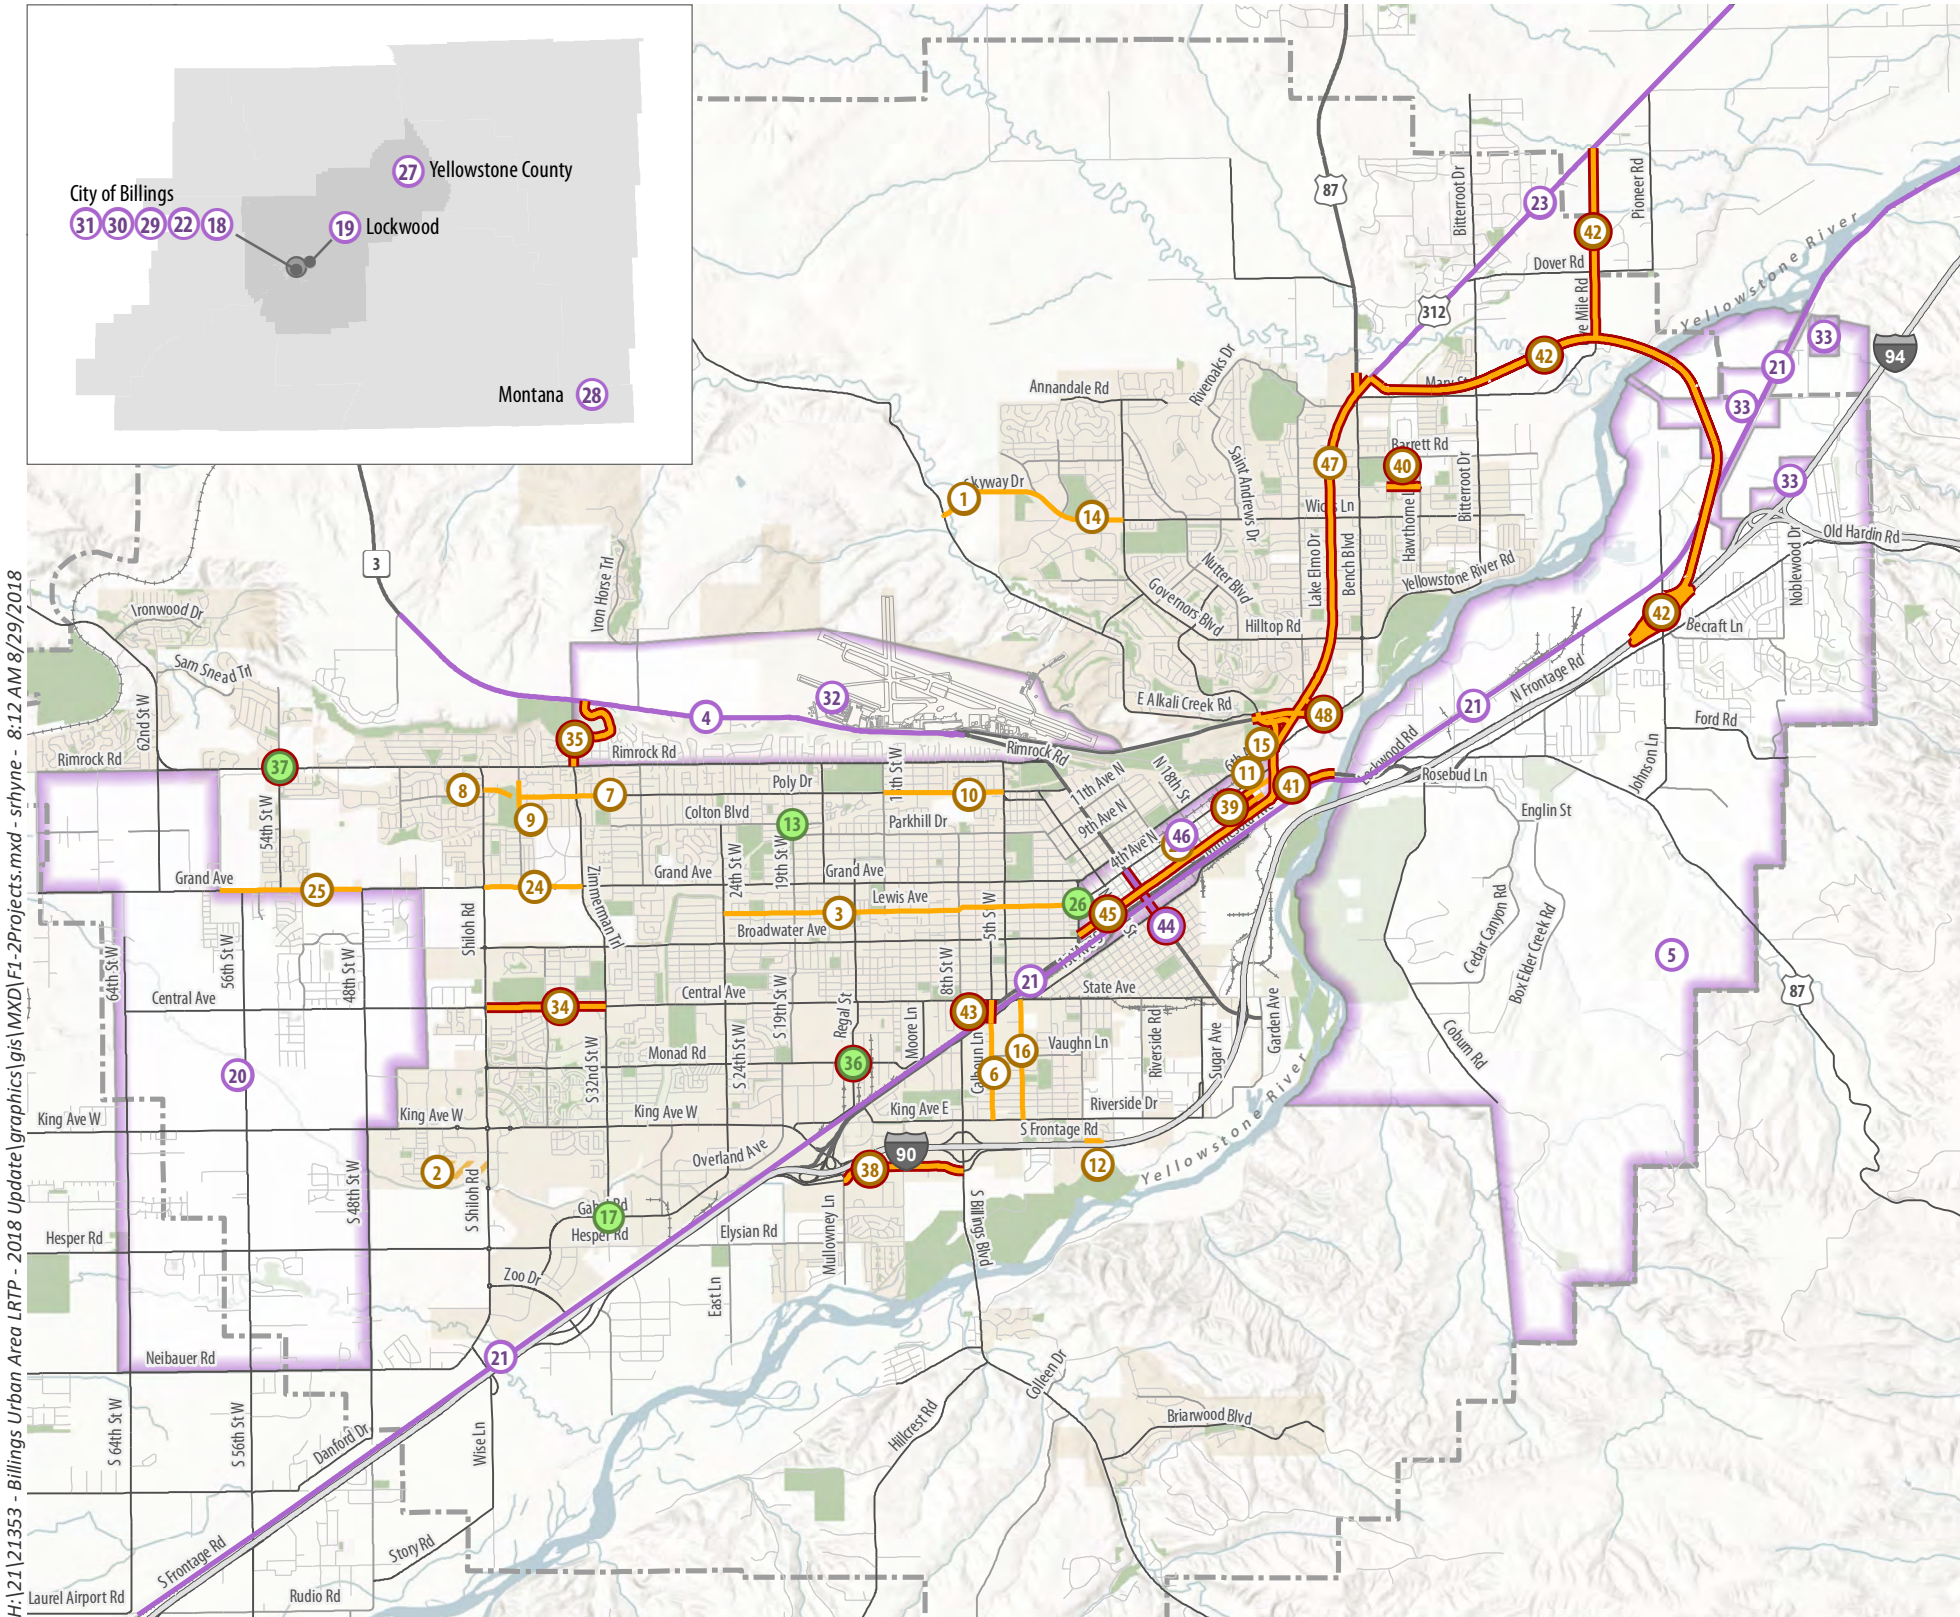 City of Billings
31 30 29 22 18
27 Yellowstone County
19 Lockwood
Montana 28
H:\21\21353 - Billings Urban Area LRTP - 2018 Update\graphics\gis\MXD\F1-2Projects.mxd - srhyne - 8:12 AM 8/29/2018
87
Bitterroot Dr
Pioneer Rd
23
42
Dover Rd
Yellowstone River
312
42
33
21
94
Annandale Rd
Riveroaks Dr
33
Barrett Rd
47
40
Saint Andrews Dr
Bitterroot Dr
33
1
14
Hawthorne
Old Hardin Rd
3
Iron Horse Trl
Nutter Blvd
Governors Blvd
Lake Elmo Dr
Bench Blvd
Yellowstone River Rd
Noblewood Dr
Ironwood Dr
Hilltop Rd
42
Becraft Ln
Sam Snead Trl
N Frontage Rd
62nd St W
32
4
E Alkali Creek Rd
48
21
Ford Rd
35
Rimrock Rd
Rimrock Rd
Rimrock Rd
15
Lockwood Rd
Johnson Ln
37
11
41
Rosebud Ln
8
7
Poly Dr
10
11th Ave N
N 18th St
9
Colton Blvd
13
Parkhill Dr
9th Ave N
39
Englin St
54th St W
46
4th Ave N
Grand Ave
25
24
Zimmerman Trl
Grand Ave
24th St W
19th St W
Grand Ave
Lewis Ave
3
26
45
44
Broadwater Ave
5th St W
Shiloh Rd
Cedar Canyon Rd
Box Elder Creek Rd
5
64th St W
56th St W
48th St W
8th St W
21
87
Central Ave
34
Central Ave
State Ave
43
S 19th St W
Regal St
Moore Ln
Riverside Rd
Sugar Ave
Garden Ave
Coburn Rd
20
Monad Rd
S 24th St W
36
16
Vaughn Ln
6
S 32nd St W
King Ave W
King Ave W
King Ave W
King Ave E
Riverside Dr
S Frontage Rd
2
Overland Ave
90
38
12
Yellowstone River
S 48th St W
S Shiloh Rd
17
Hesper Rd
Hesper Rd
Elysian Rd
Mullowney Ln
S Billings Blvd
Zoo Dr
East Ln
Neibauer Rd
21
Colleen Dr
S 64th St W
S 56th St W
Danford Dr
Wise Ln
Hillcrest Rd
Briarwood Blvd
S Frontage Rd
Story Rd
Laurel Airport Rd
Rudio Rd